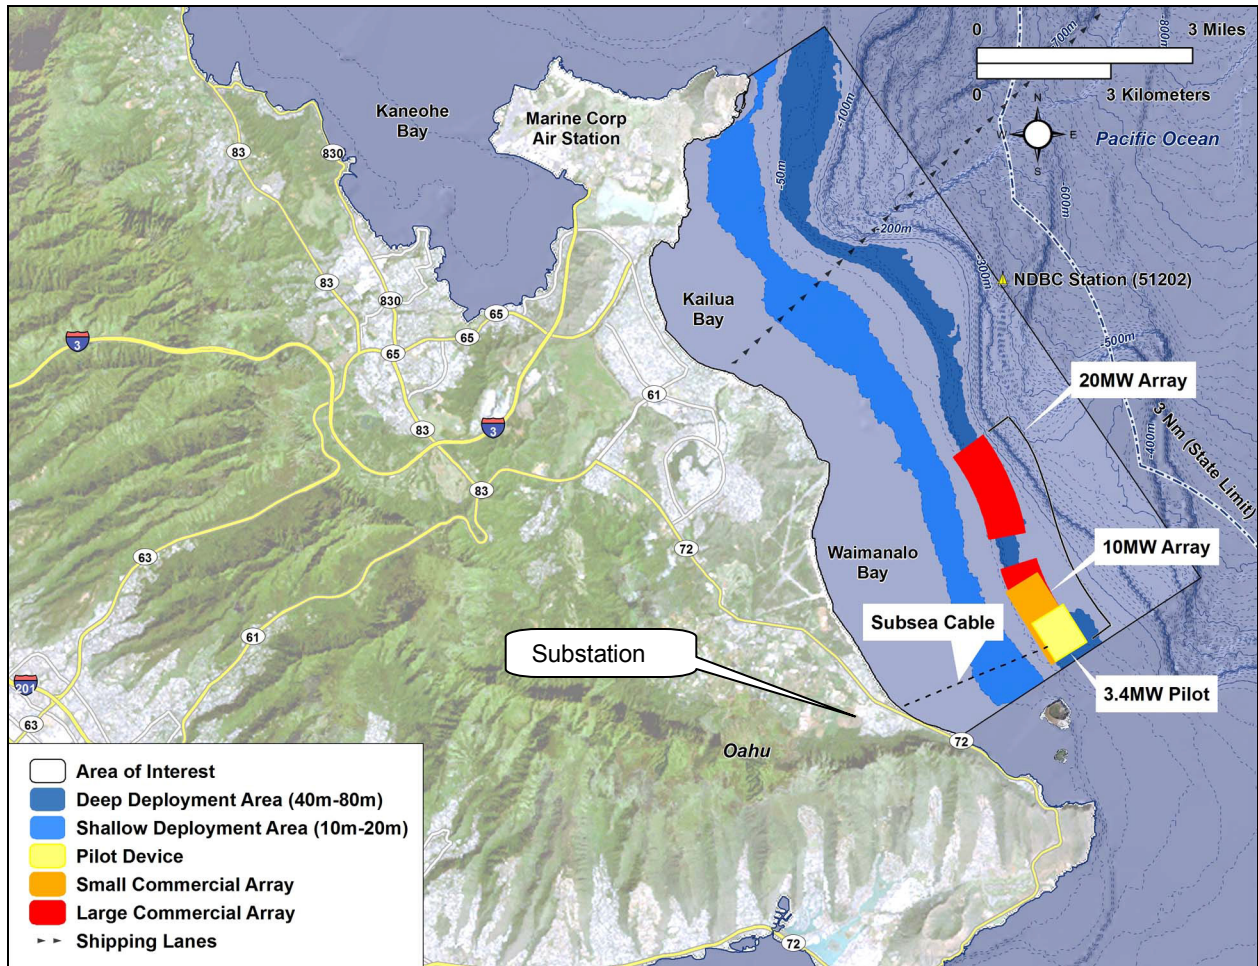 0
3 Miles
-700m
-800m
0
3 Kilometers
N
E
S
Kaneohe
Bay
Marine Corp
Air Station
Pacific Ocean
-100m
83
830
-50m
600m
-200m
-300m
NDBC Station (51202)
83
830
Kailua
Bay
65
65
3
65
-500m
20MW Array
61
3 Nm (State Limit)
83
3
-400m
83
72
63
Waimanalo
Bay
10MW Array
Subsea Cable
61
Substation
201
3.4MW Pilot
63
72
Oahu
Area of Interest
Deep Deployment Area (40m-80m)
Shallow Deployment Area (10m-20m)
Pilot Device
Small Commercial Array
Large Commercial Array
Shipping Lanes
72